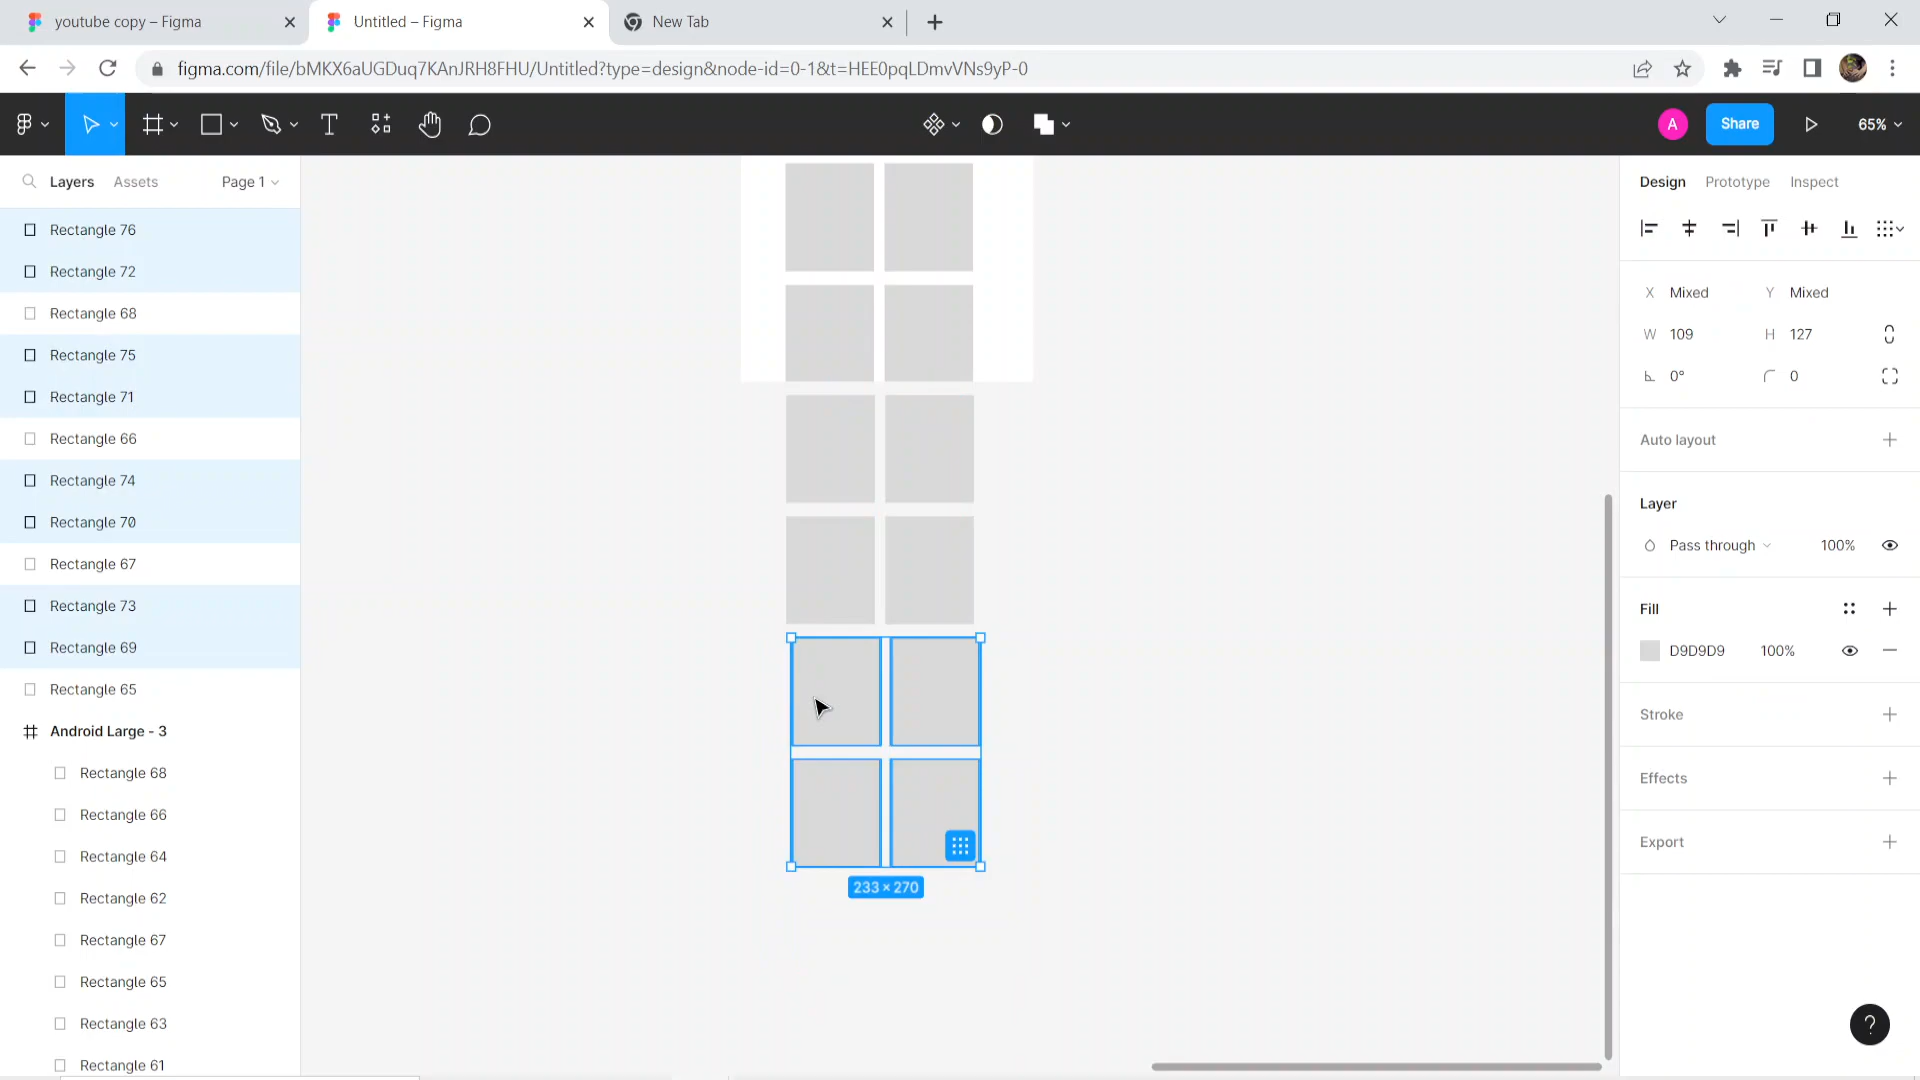 youtube copy – Figma
Untitled – Figma
New Tab
figma.com/file/bMKX6aUGDuq7KAnJRH8FHU/Untitled?type=design&node-id=0-1&t=HEE0pqLDmvVNs9yP-0
A
Share
65%
Layers
Assets
Page 1
Rectangle 76
Rectangle 72
Rectangle 68
Rectangle 75
Rectangle 71
Rectangle 66
Rectangle 74
Rectangle 70
Rectangle 67
Rectangle 73
Rectangle 69
Rectangle 65
Android Large - 3
Rectangle 68
Rectangle 66
Rectangle 64
Rectangle 62
Rectangle 67
Rectangle 65
Rectangle 63
Rectangle 61
233 × 270
Design
Prototype
Inspect
X Mixed
Y Mixed
W 109
H 127
0°
0
Auto layout
Layer
Pass through
100%
Fill
D9D9D9
100%
Stroke
Effects
Export
?